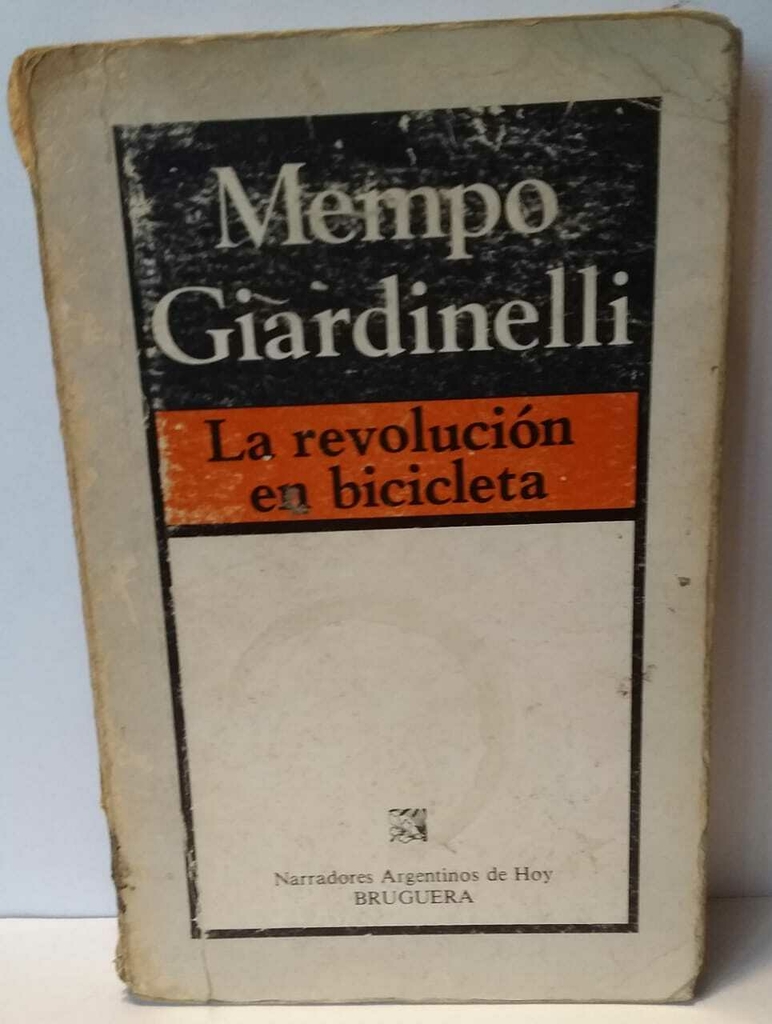 Mempo
Giardinelli
La revolución
en bicicleta
Narradores Argentinos de Hoy
BRUGUERA